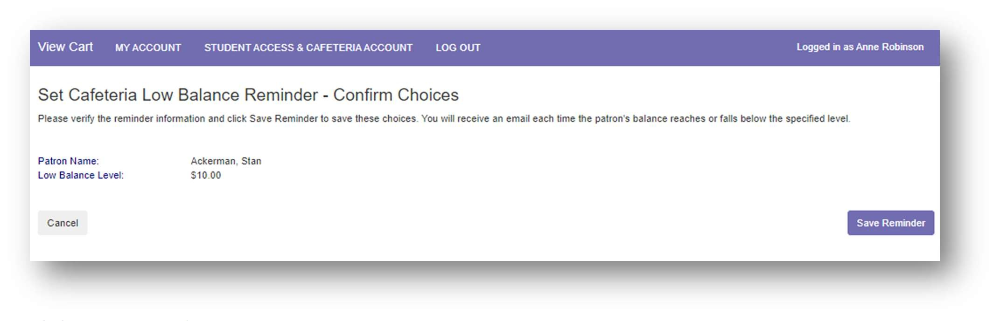 View Cart MY ACCOUNT STUDENT ACCESS & CAFETERIA ACCOUNT LOG OUT Logged in as Anne Robinson
Set Cafeteria Low Balance Reminder - Confirm Choices
Please verify the reminder information and click Save Reminder to save these choices. You will receive an email each time the patron's balance reaches or falls below the specified level.
Patron Name: Ackerman, Stan
Low Balance Level: $10.00
Cancel Save Reminder